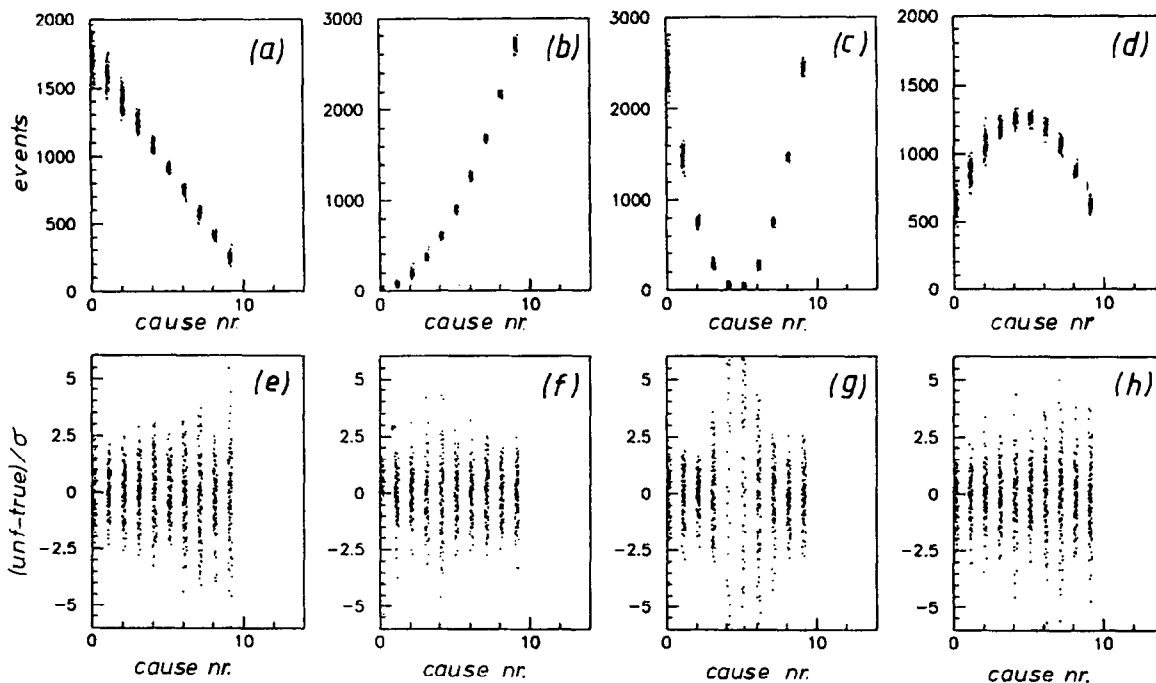 2000 3000 3000 2000
(a) (b) (c) (d)
1500 1500
2000 2000
events
1000 1000
1000 1000
500 500
0 0 0 0
0 10 0 10 0 10 0 10
cause nr. cause nr. cause nr. cause nr
5 5 5 5
(e) (f) (g) (h)
2.5 2.5 2.5 2.5
(unf-true)/σ
0 0 0 0
-2.5 -2.5 -2.5 -2.5
-5 -5 -5 -5
0 10 0 10 0 10 0 10
cause nr. cause nr. cause nr. cause nr.